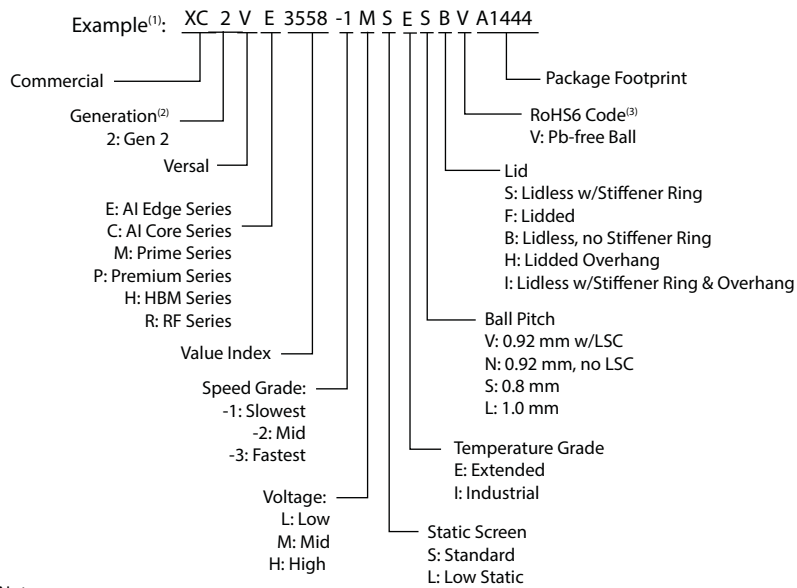 Example(1): XC 2 V E 3558 -1 M S E S B V A1444
Commercial
Generation(2)
2: Gen 2
Versal
E: AI Edge Series
C: AI Core Series
M: Prime Series
P: Premium Series
H: HBM Series
R: RF Series
Value Index
Speed Grade:
-1: Slowest
-2: Mid
-3: Fastest
Voltage:
L: Low
M: Mid
H: High
Package Footprint
RoHS6 Code(3)
V: Pb-free Ball
Lid
S: Lidless w/Stiffener Ring
F: Lidded
B: Lidless, no Stiffener Ring
H: Lidded Overhang
I: Lidless w/Stiffener Ring & Overhang
Ball Pitch
V: 0.92 mm w/LSC
N: 0.92 mm, no LSC
S: 0.8 mm
L: 1.0 mm
Temperature Grade
E: Extended
I: Industrial
Static Screen
S: Standard
L: Low Static